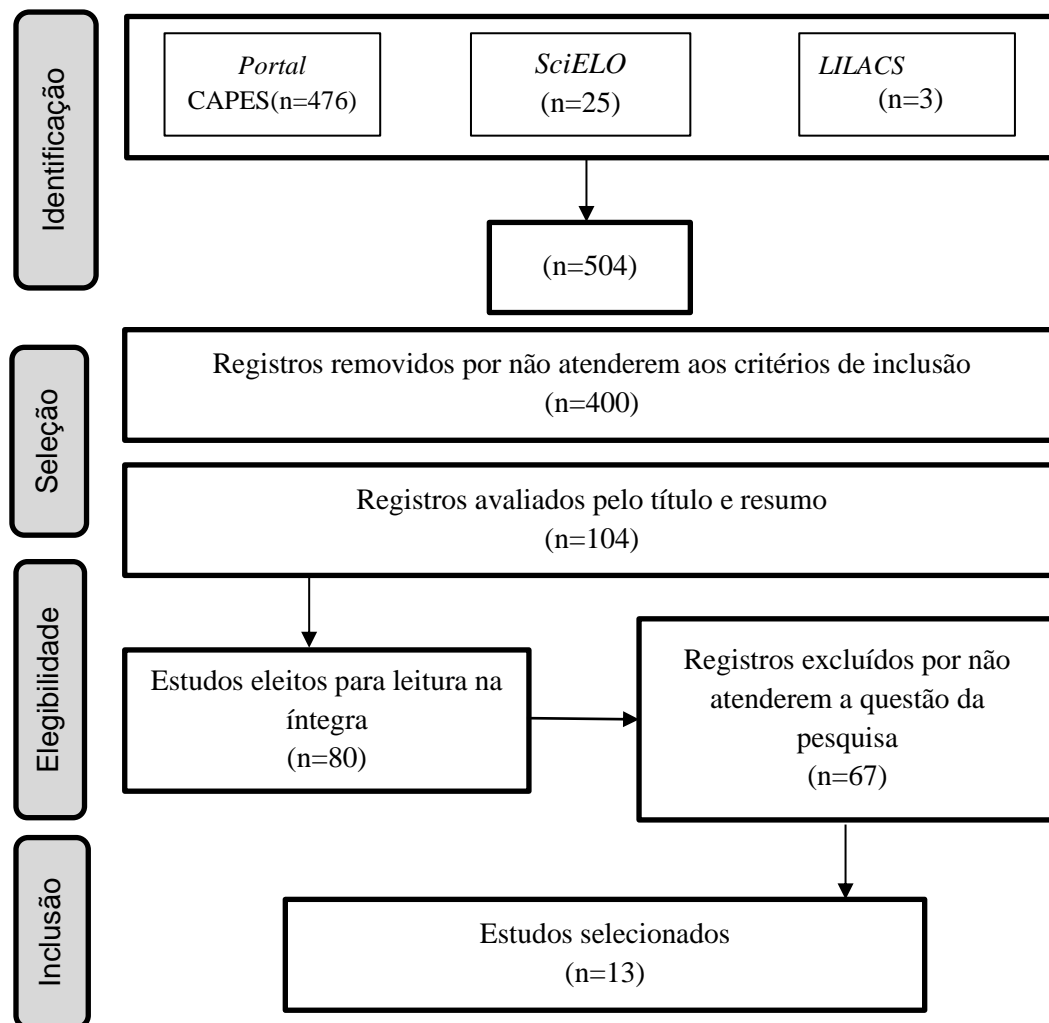 Identificação
Portal
CAPES(n=476)
SciELO
(n=25)
LILACS
(n=3)
(n=504)
Seleção
Registros removidos por não atenderem aos critérios de inclusão
(n=400)
Registros avaliados pelo título e resumo
(n=104)
Elegibilidade
Estudos eleitos para leitura na
íntegra
(n=80)
Registros excluídos por não
atenderem a questão da
pesquisa
(n=67)
Inclusão
Estudos selecionados
(n=13)